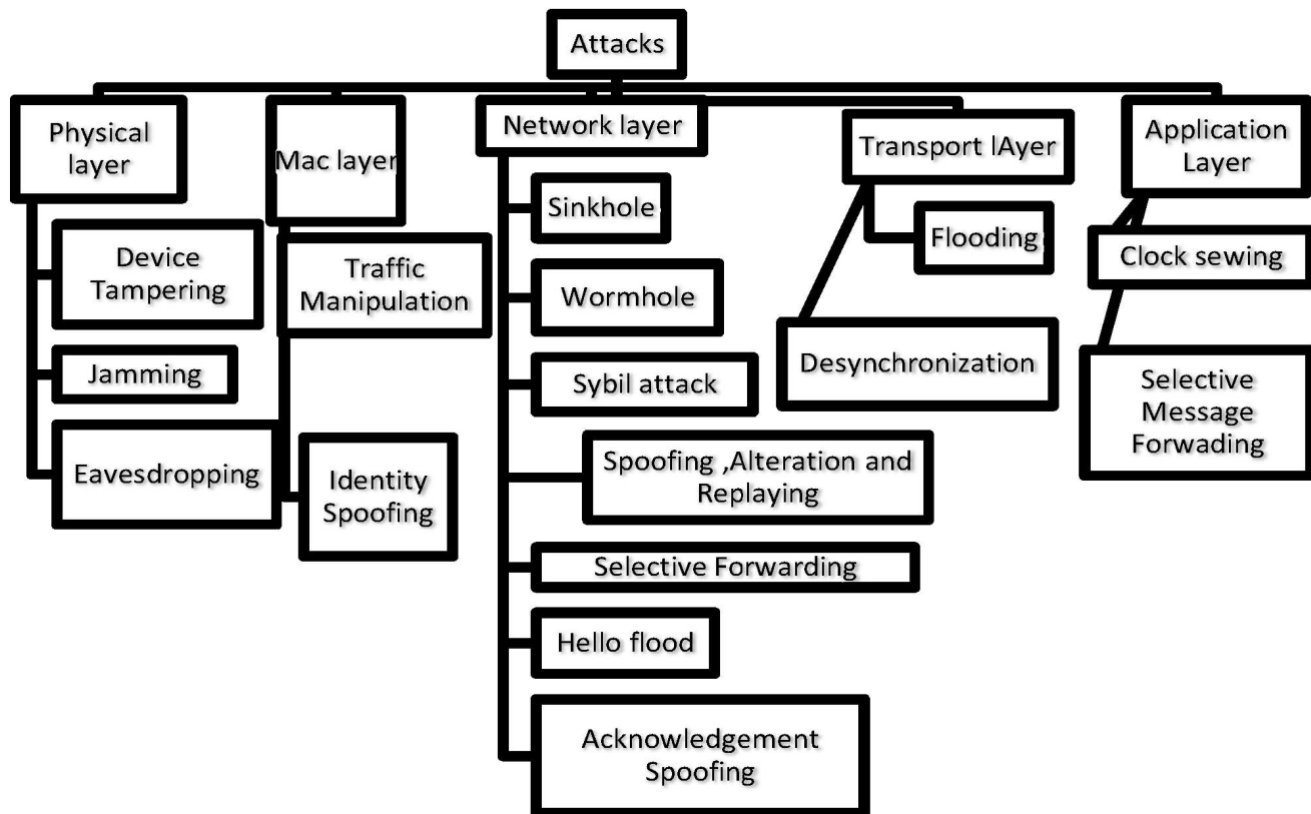 Attacks
Physical
layer
Mac layer
Network layer
Transport lAyer
Application
Layer
Device
Tampering
Jamming
Eavesdropping
Traffic
Manipulation
Identity
Spoofing
Sinkhole
Wormhole
Sybil attack
Spoofing ,Alteration and
Replaying
Selective Forwarding
Hello flood
Acknowledgement
Spoofing
Flooding
Desynchronization
Clock sewing
Selective
Message
Forwading